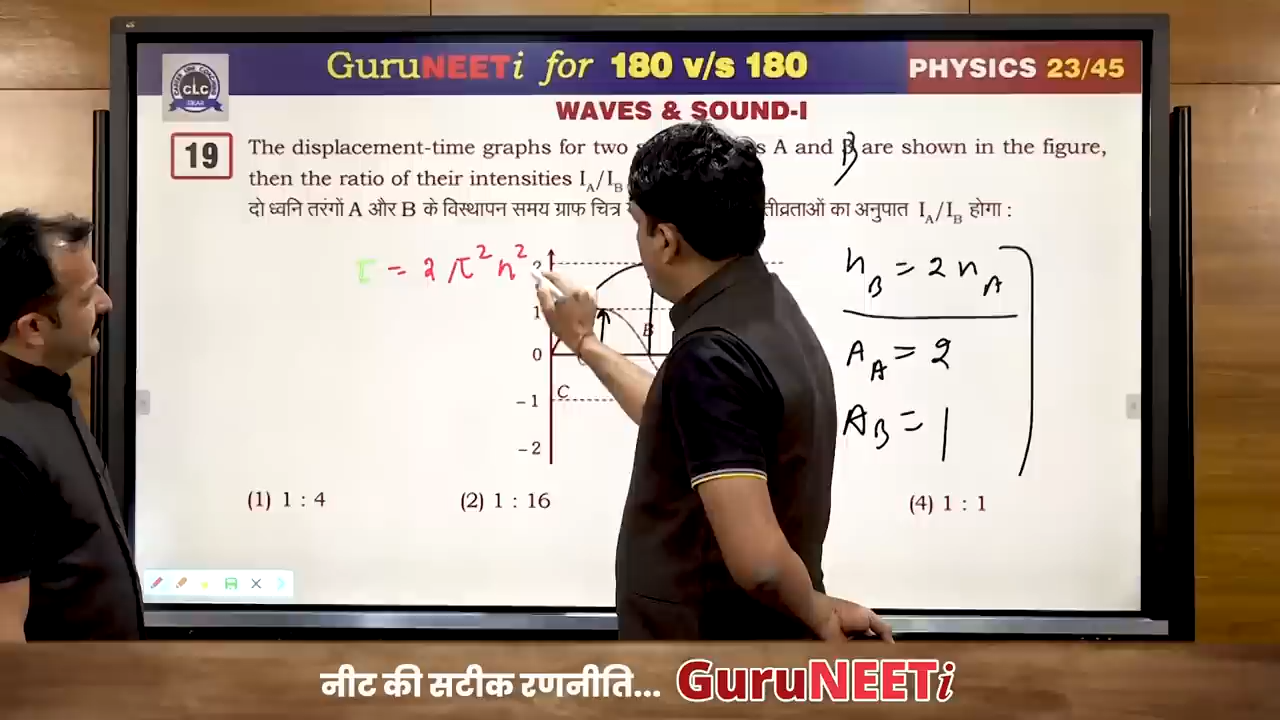 GuruNEETi for 180 v/s 180
PHYSICS 23/45
CLC
WAVES & SOUND-I
19
The displacement-time graphs for two s A and B are shown in the figure,
then the ratio of their intensities I_A/I_B
दो ध्वनि तरंगों A और B के विस्थापन समय ग्राफ चित्र तीव्रताओं का अनुपात I_A/I_B होगा :
= 2π²n²
2
1
0
-1
-2
B
C
n_B = 2n_A
A_A = 2
A_B = 1
(1) 1 : 4
(2) 1 : 16
(4) 1 : 1
नीट की सटीक रणनीति... GuruNEETi